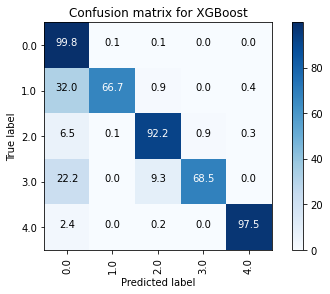 Confusion matrix for XGBoost
True label
0.0 99.8 0.1 0.1 0.0 0.0
1.0 32.0 66.7 0.9 0.0 0.4
2.0 6.5 0.1 92.2 0.9 0.3
3.0 22.2 0.0 9.3 68.5 0.0
4.0 2.4 0.0 0.2 0.0 97.5
0.0 1.0 2.0 3.0 4.0
Predicted label
80
60
40
20
0